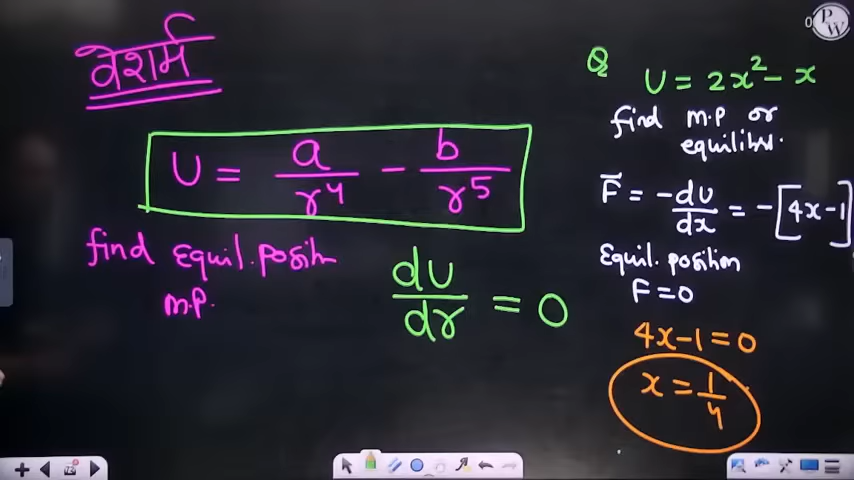 बेशर्म
U = a/r⁴ - b/r⁵
find equil. positin
m.p.
dU/dr = 0
Q U = 2x² - x
find m.p or
equilibr.
F̄ = -dU/dx = -[4x-1]
Equil. position
F = 0
4x-1 = 0
x = 1/4
PW